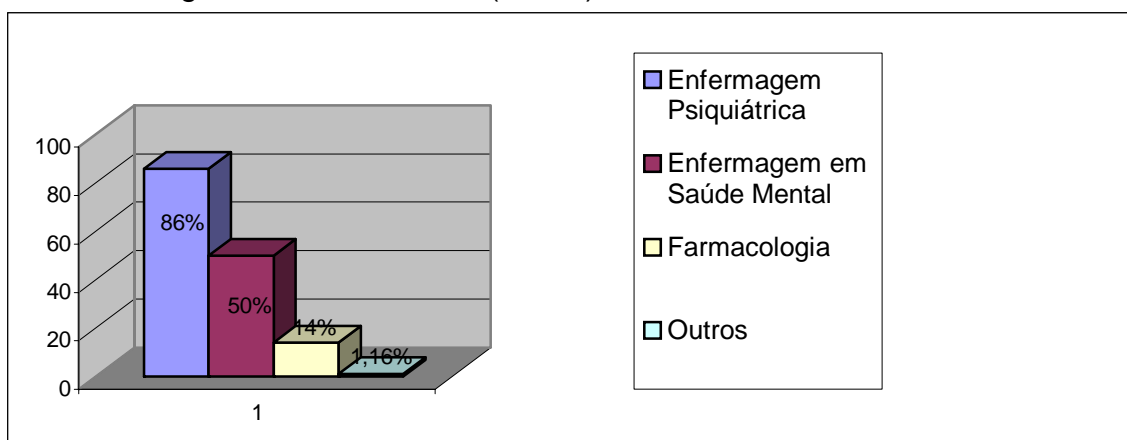 100
80
60
40
20
0
86%
50%
14%
1,16%
1
Enfermagem
Psiquiátrica
Enfermagem em
Saúde Mental
Farmacologia
Outros